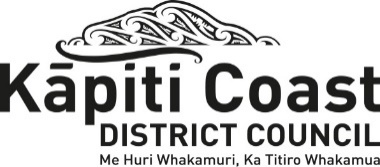 Kāpiti Coast
DISTRICT COUNCIL
Me Huri Whakamuri, Ka Titiro Whakamua